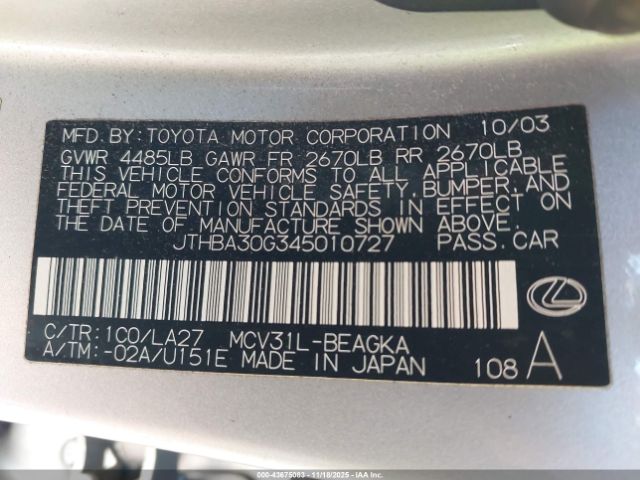 MFD. BY: TOYOTA MOTOR CORPORATION 10/03
GVWR 4485LB GAWR FR 2670LB RR 2670LB
THIS VEHICLE CONFORMS TO ALL APPLICABLE
FEDERAL MOTOR VEHICLE SAFETY, BUMPER, AND
THEFT PREVENTION STANDARDS IN EFFECT ON
THE DATE OF MANUFACTURE SHOWN ABOVE.
JTHBA30G345010727 PASS. CAR
C/TR: 1C0/LA27 MCV31L-BEAGKA
A/TM: -02A/U151E MADE IN JAPAN 108 A
000-43675063 - 11/18/2025 - IAAI.COM